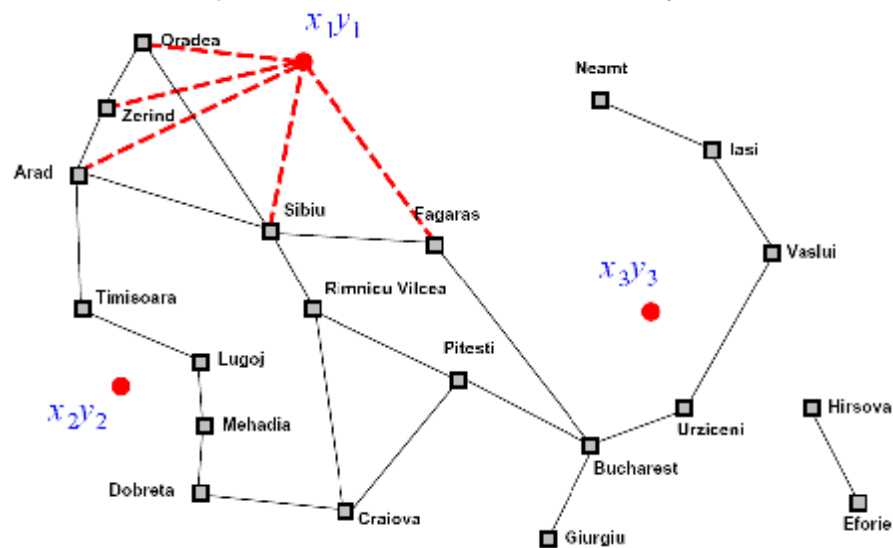 x₁y₁
Oradea
Neamt
Zerind
Iasi
Arad
Sibiu
Fagaras
Vaslui
x₃y₃
Timisoara
Rimnicu Vilcea
Pitesti
Lugoj
x₂y₂
Hirsova
Mehadia
Urziceni
Bucharest
Dobreta
Craiova
Eforie
Giurgiu